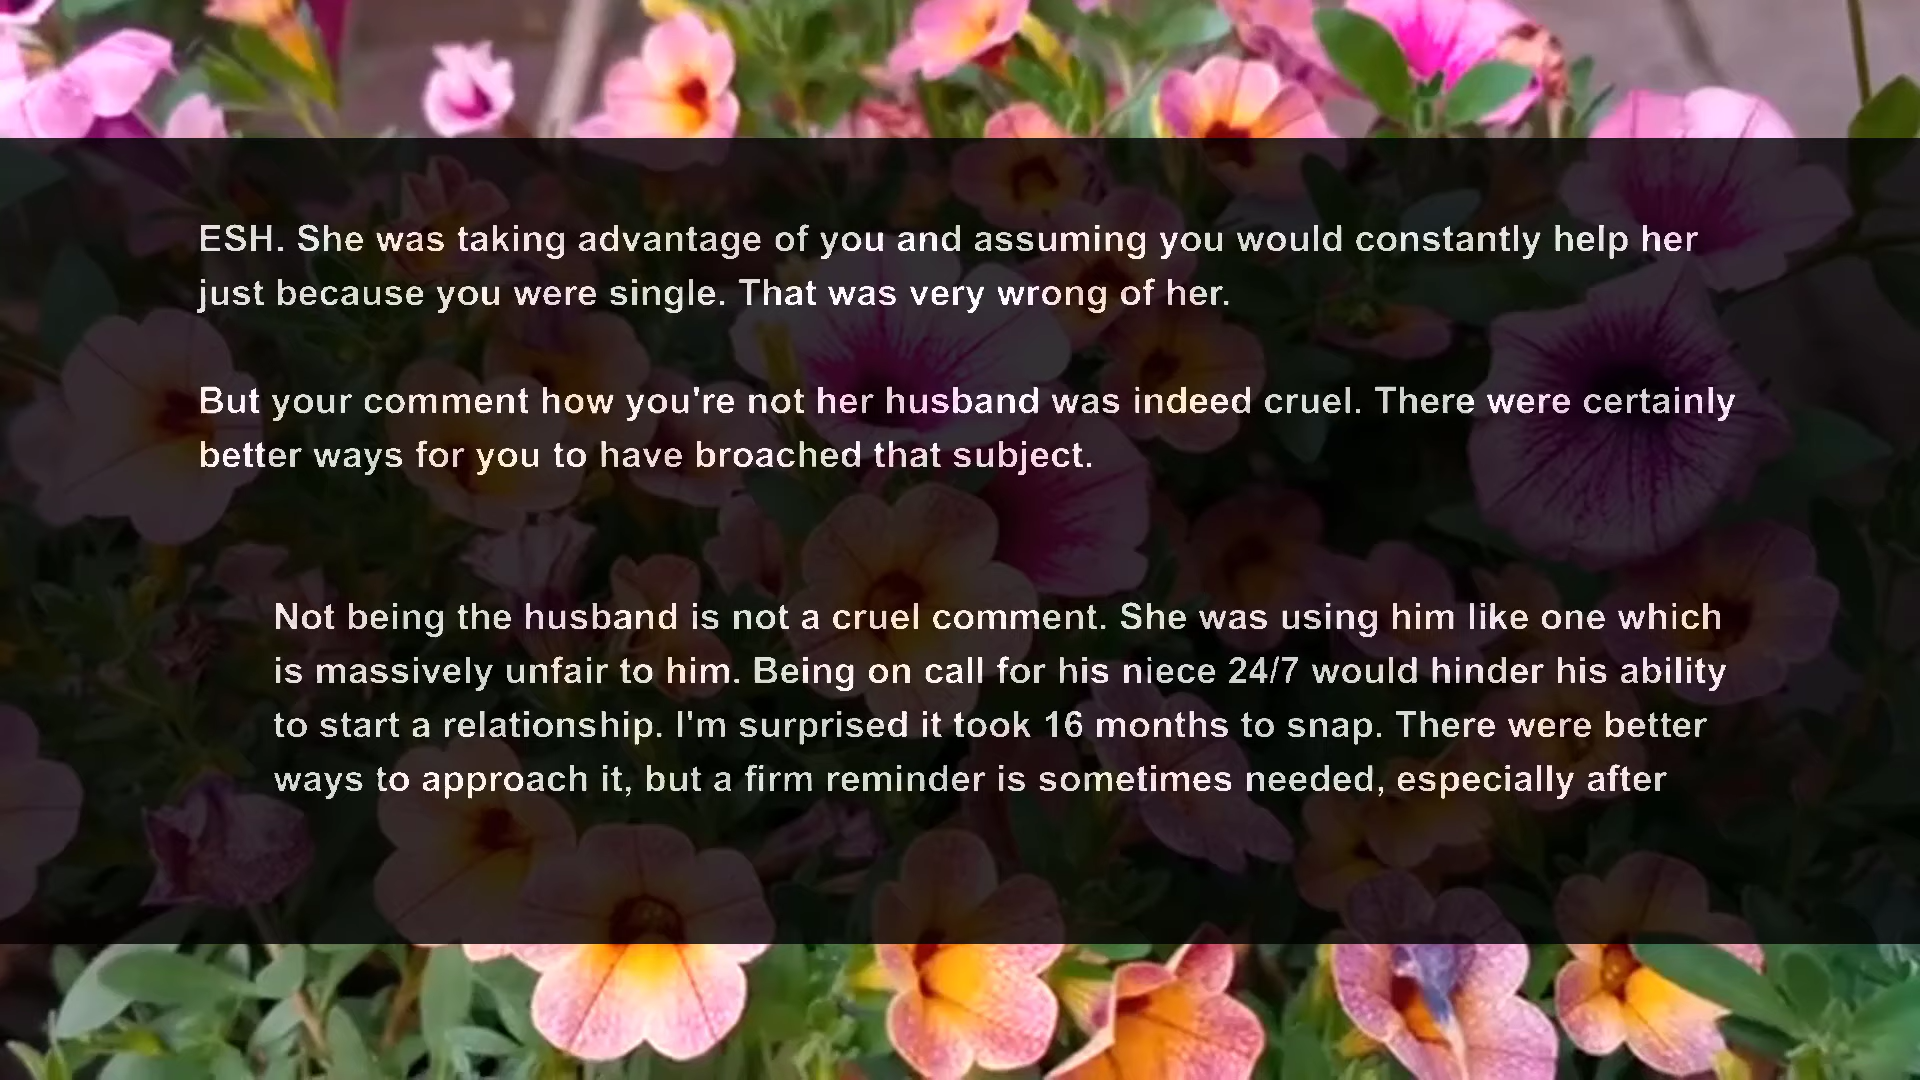 ESH. She was taking advantage of you and assuming you would constantly help her
just because you were single. That was very wrong of her.
But your comment how you're not her husband was indeed cruel. There were certainly
better ways for you to have broached that subject.
Not being the husband is not a cruel comment. She was using him like one which
is massively unfair to him. Being on call for his niece 24/7 would hinder his ability
to start a relationship. I'm surprised it took 16 months to snap. There were better
ways to approach it, but a firm reminder is sometimes needed, especially after